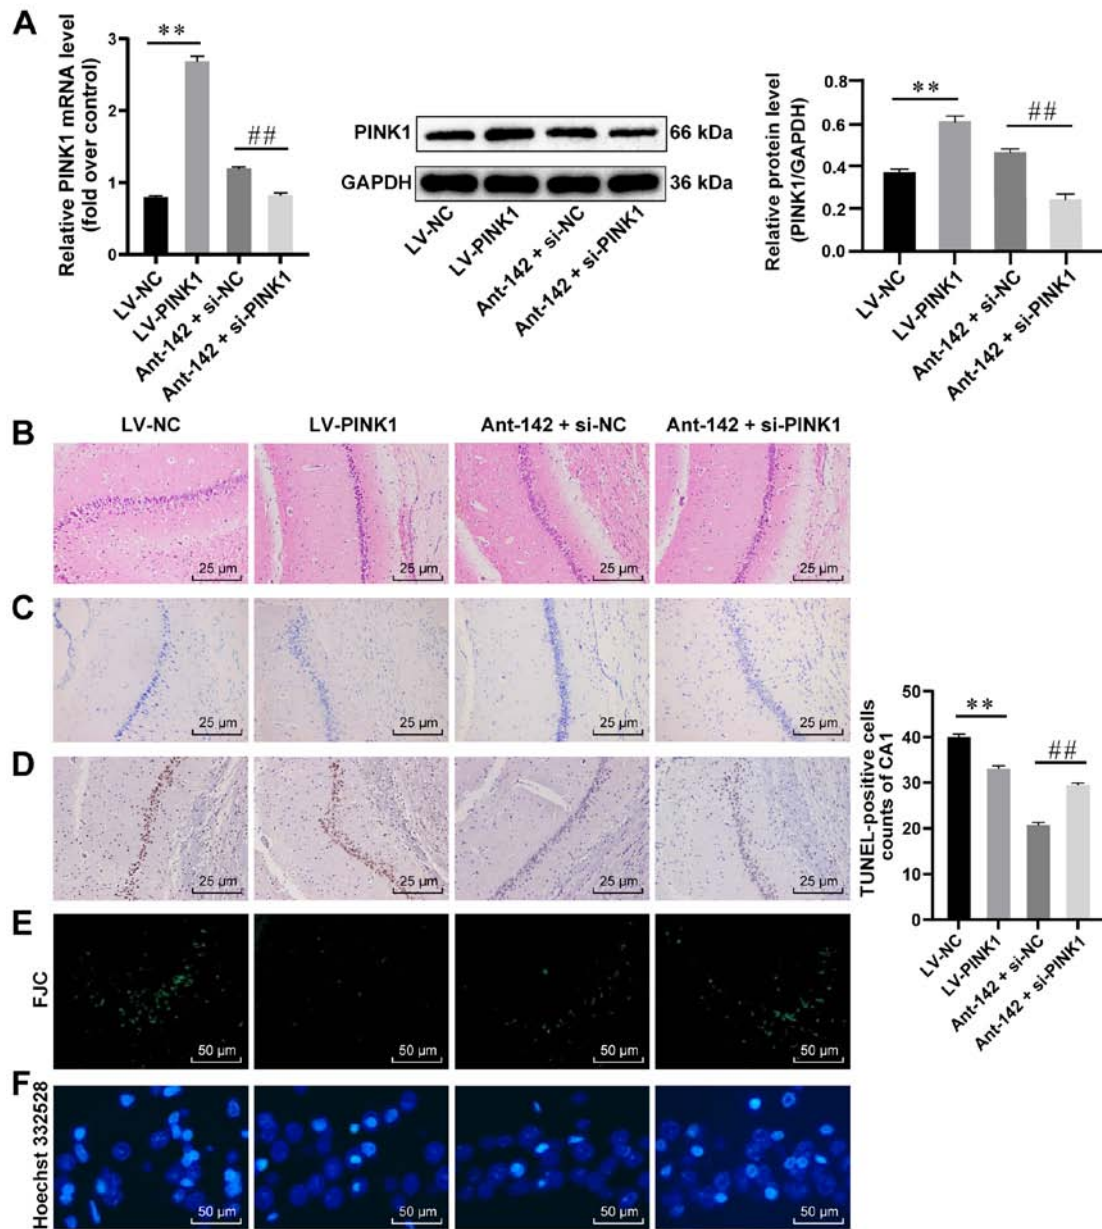 A
Relative PINK1 mRNA level
(fold over control)
3
2
1
0
**
##
LV-NC
LV-PINK1
Ant-142 + si-NC
Ant-142 + si-PINK1
PINK1
66 kDa
GAPDH
36 kDa
LV-NC
LV-PINK1
Ant-142 + si-NC
Ant-142 + si-PINK1
Relative protein level
(PINK1/GAPDH)
0.8
0.6
0.4
0.2
0.0
**
##
LV-NC
LV-PINK1
Ant-142 + si-NC
Ant-142 + si-PINK1
B
LV-NC
LV-PINK1
Ant-142 + si-NC
Ant-142 + si-PINK1
25 μm
25 μm
25 μm
25 μm
C
25 μm
25 μm
25 μm
25 μm
D
25 μm
25 μm
25 μm
25 μm
TUNEL-positive cells
counts of CA1
50
40
30
20
10
0
**
##
LV-NC
LV-PINK1
Ant-142 + si-NC
Ant-142 + si-PINK1
E
FJC
50 μm
50 μm
50 μm
50 μm
F
Hoechst 332528
50 μm
50 μm
50 μm
50 μm